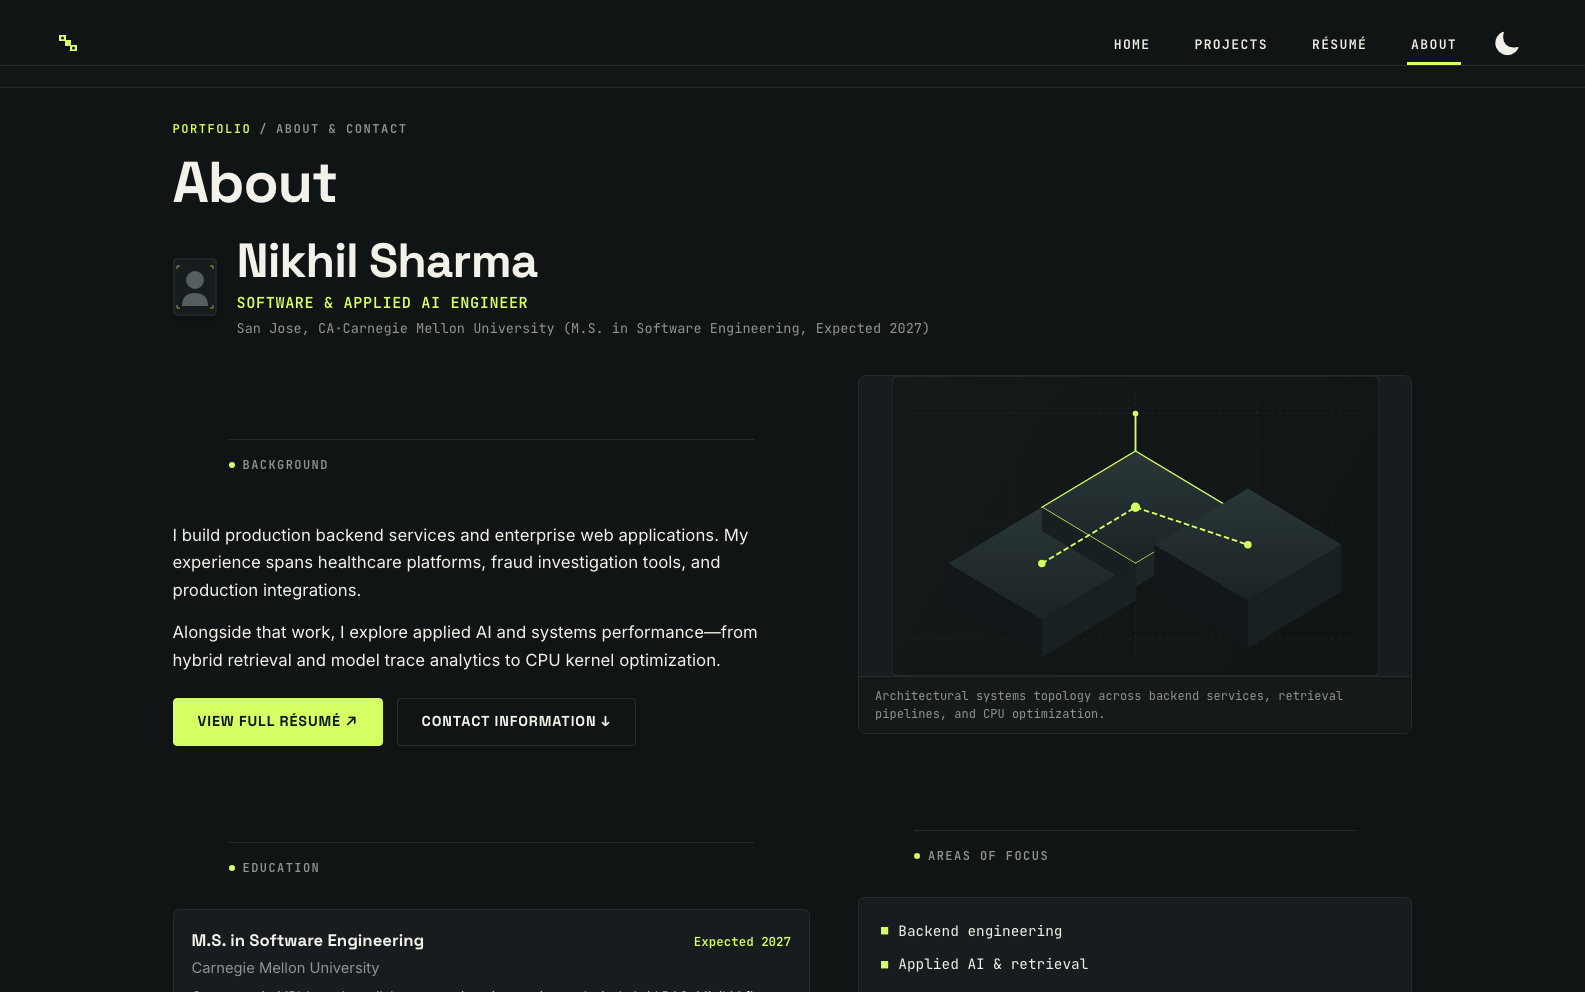 HOME PROJECTS RÉSUMÉ ABOUT
PORTFOLIO / ABOUT & CONTACT
About
Nikhil Sharma
SOFTWARE & APPLIED AI ENGINEER
San Jose, CA·Carnegie Mellon University (M.S. in Software Engineering, Expected 2027)
BACKGROUND
I build production backend services and enterprise web applications. My
experience spans healthcare platforms, fraud investigation tools, and
production integrations.
Alongside that work, I explore applied AI and systems performance—from
hybrid retrieval and model trace analytics to CPU kernel optimization.
VIEW FULL RÉSUMÉ ↗ CONTACT INFORMATION ↓
Architectural systems topology across backend services, retrieval
pipelines, and CPU optimization.
EDUCATION
M.S. in Software Engineering Expected 2027
Carnegie Mellon University
AREAS OF FOCUS
Backend engineering
Applied AI & retrieval